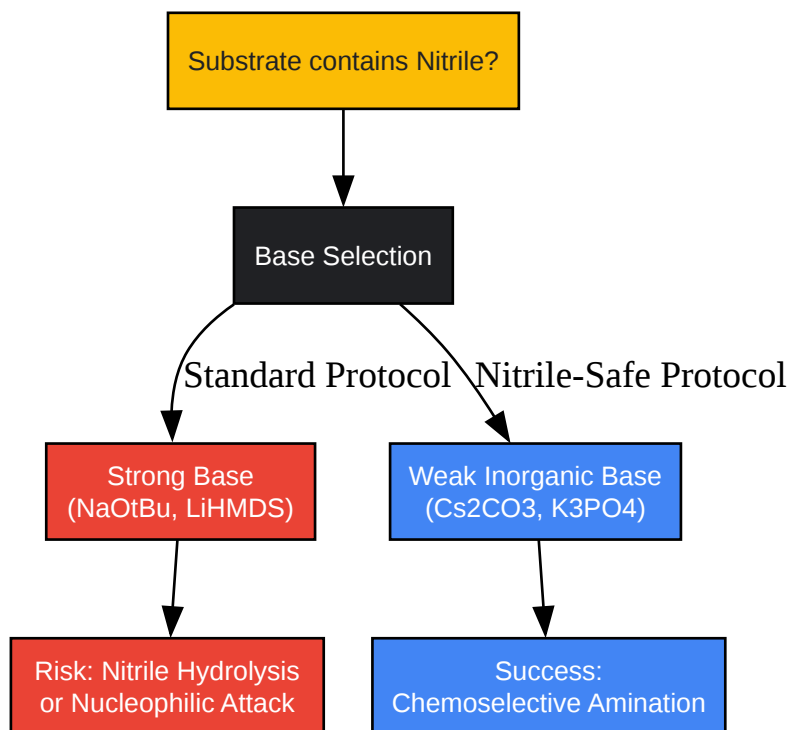 Substrate contains Nitrile?
Base Selection
Standard Protocol
Nitrile-Safe Protocol
Strong Base
(NaOtBu, LiHMDS)
Weak Inorganic Base
(Cs2CO3, K3PO4)
Risk: Nitrile Hydrolysis
or Nucleophilic Attack
Success:
Chemoselective Amination